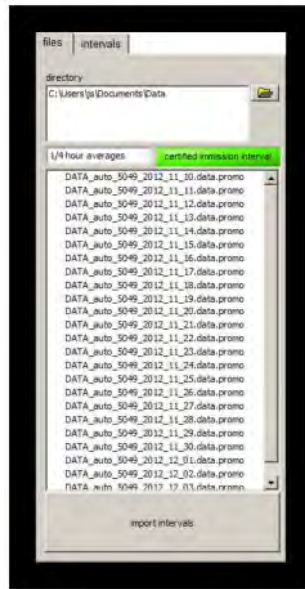 files intervals
directory
C:\Users\js\Documents\Data
1/4 hour averages certified immission interval
DATA_auto_5049_2012_11_10.data.promo
DATA_auto_5049_2012_11_11.data.promo
DATA_auto_5049_2012_11_12.data.promo
DATA_auto_5049_2012_11_13.data.promo
DATA_auto_5049_2012_11_14.data.promo
DATA_auto_5049_2012_11_15.data.promo
DATA_auto_5049_2012_11_16.data.promo
DATA_auto_5049_2012_11_17.data.promo
DATA_auto_5049_2012_11_18.data.promo
DATA_auto_5049_2012_11_19.data.promo
DATA_auto_5049_2012_11_20.data.promo
DATA_auto_5049_2012_11_21.data.promo
DATA_auto_5049_2012_11_22.data.promo
DATA_auto_5049_2012_11_23.data.promo
DATA_auto_5049_2012_11_24.data.promo
DATA_auto_5049_2012_11_25.data.promo
DATA_auto_5049_2012_11_26.data.promo
DATA_auto_5049_2012_11_27.data.promo
DATA_auto_5049_2012_11_28.data.promo
DATA_auto_5049_2012_11_29.data.promo
DATA_auto_5049_2012_11_30.data.promo
DATA_auto_5049_2012_12_01.data.promo
DATA_auto_5049_2012_12_02.data.promo
DATA_auto_5049_2012_12_03.data.promo
import intervals